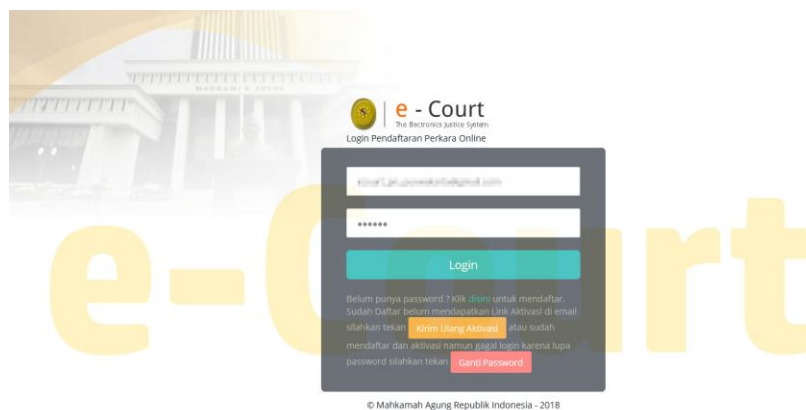 MAHKAMAH AGUNG
e - Court
The Electronics Justice System
Login Pendaftaran Perkara Online
••••••
Login
Belum punya password ? Klik disini untuk mendaftar.
Sudah Daftar belum mendapatkan Link Aktivasi di email
silahkan tekan Kirim Ulang Aktivasi atau sudah
mendaftar dan aktivasi namun gagal login karena lupa
password silahkan tekan Ganti Password
e-Court
© Mahkamah Agung Republik Indonesia - 2018